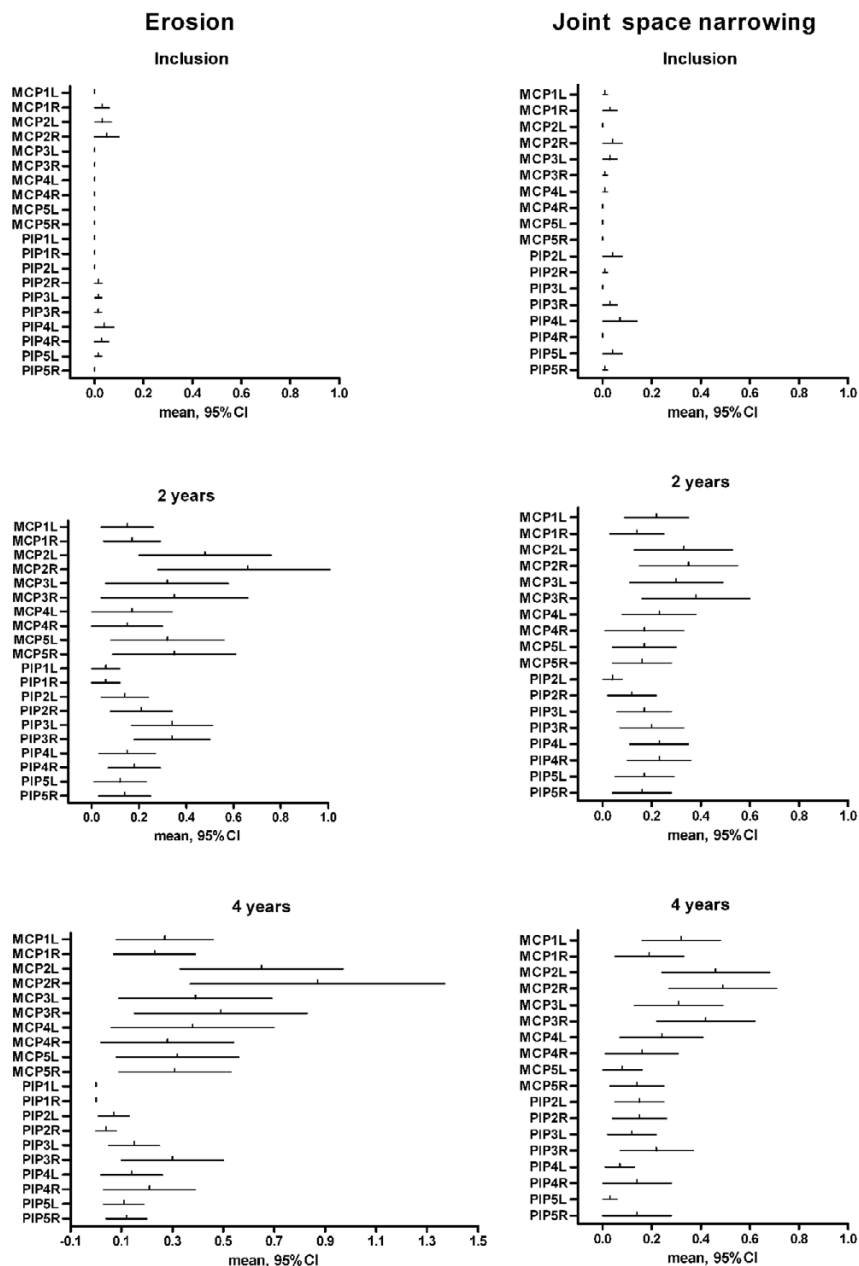 Erosion
Inclusion
MCP1L
MCP1R
MCP2L
MCP2R
MCP3L
MCP3R
MCP4L
MCP4R
MCP5L
MCP5R
PIP1L
PIP1R
PIP2L
PIP2R
PIP3L
PIP3R
PIP4L
PIP4R
PIP5L
PIP5R
0.0 0.2 0.4 0.6 0.8 1.0
mean, 95% CI
Joint space narrowing
Inclusion
MCP1L
MCP1R
MCP2L
MCP2R
MCP3L
MCP3R
MCP4L
MCP4R
MCP5L
MCP5R
PIP2L
PIP2R
PIP3L
PIP3R
PIP4L
PIP4R
PIP5L
PIP5R
0.0 0.2 0.4 0.6 0.8 1.0
mean, 95% CI
2 years
MCP1L
MCP1R
MCP2L
MCP2R
MCP3L
MCP3R
MCP4L
MCP4R
MCP5L
MCP5R
PIP1L
PIP1R
PIP2L
PIP2R
PIP3L
PIP3R
PIP4L
PIP4R
PIP5L
PIP5R
0.0 0.2 0.4 0.6 0.8 1.0
mean, 95% CI
2 years
MCP1L
MCP1R
MCP2L
MCP2R
MCP3L
MCP3R
MCP4L
MCP4R
MCP5L
MCP5R
PIP2L
PIP2R
PIP3L
PIP3R
PIP4L
PIP4R
PIP5L
PIP5R
0.0 0.2 0.4 0.6 0.8 1.0
mean, 95% CI
4 years
MCP1L
MCP1R
MCP2L
MCP2R
MCP3L
MCP3R
MCP4L
MCP4R
MCP5L
MCP5R
PIP1L
PIP1R
PIP2L
PIP2R
PIP3L
PIP3R
PIP4L
PIP4R
PIP5L
PIP5R
-0.1 0.1 0.3 0.5 0.7 0.9 1.1 1.3 1.5
mean, 95% CI
4 years
MCP1L
MCP1R
MCP2L
MCP2R
MCP3L
MCP3R
MCP4L
MCP4R
MCP5L
MCP5R
PIP2L
PIP2R
PIP3L
PIP3R
PIP4L
PIP4R
PIP5L
PIP5R
0.0 0.2 0.4 0.6 0.8 1.0
mean, 95% CI